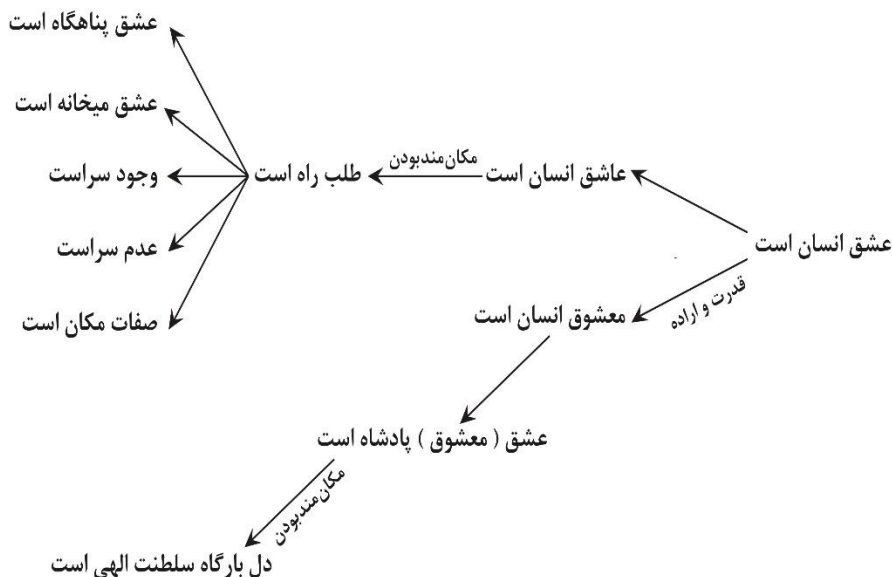 عشق پناهگاه است
عشق میخانه است
عاشق انسان است
مکان‌مندبودن
طلب راه است
وجود سراست
عشق انسان است
عدم سراست
قدرت و اراده
معشوق انسان است
صفات مکان است
عشق ( معشوق ) پادشاه است
مکان‌مندبودن
دل بارگاه سلطنت الهی است